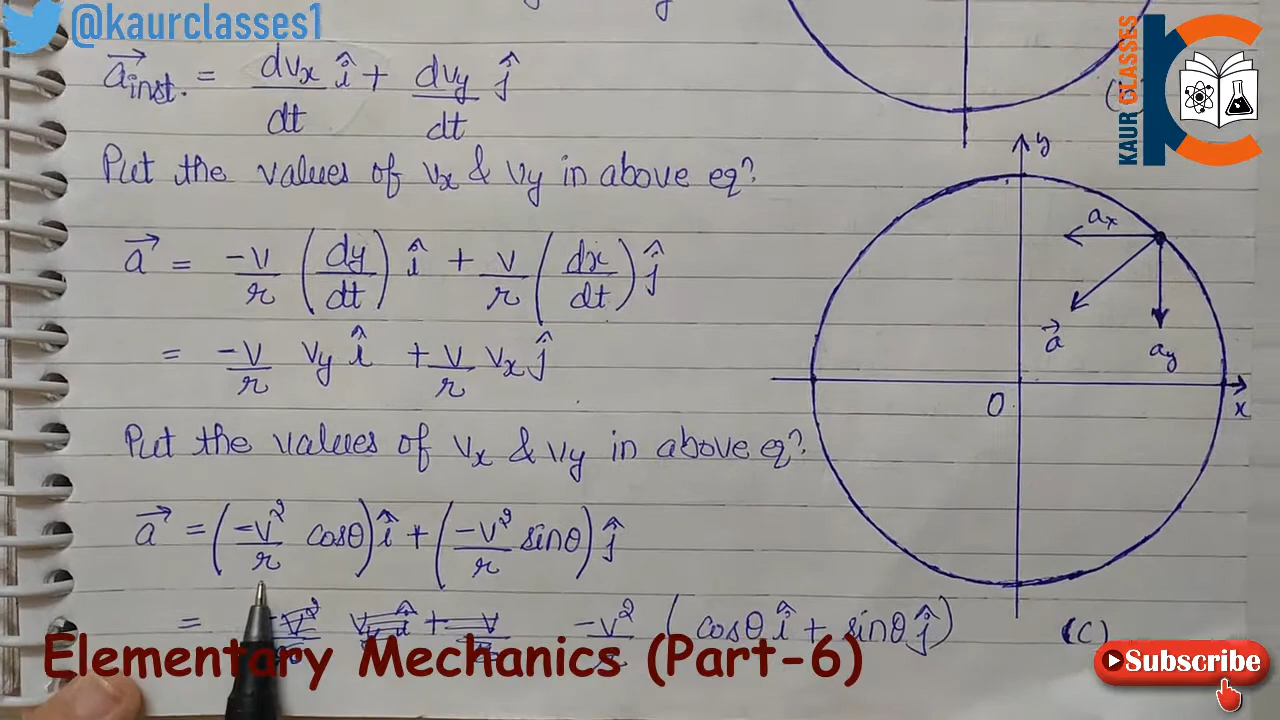 @kaurclasses1
KAUR CLASSES
a⃗inst. = dvx/dt î + dvy/dt ĵ
Put the values of vx & vy in above eqⁿ.
a⃗ = -v/r (dy/dt) î + v/r (dx/dt) ĵ
= -v/r vy î + v/r vx ĵ
Put the values of vx & vy in above eqⁿ.
a⃗ = (-v²/r cosθ) î + (-v²/r sinθ) ĵ
= -v²/r (cosθ î + sinθ ĵ)
y
ax
a⃗
ay
O
x
(C)
Elementary Mechanics (Part-6)
Subscribe